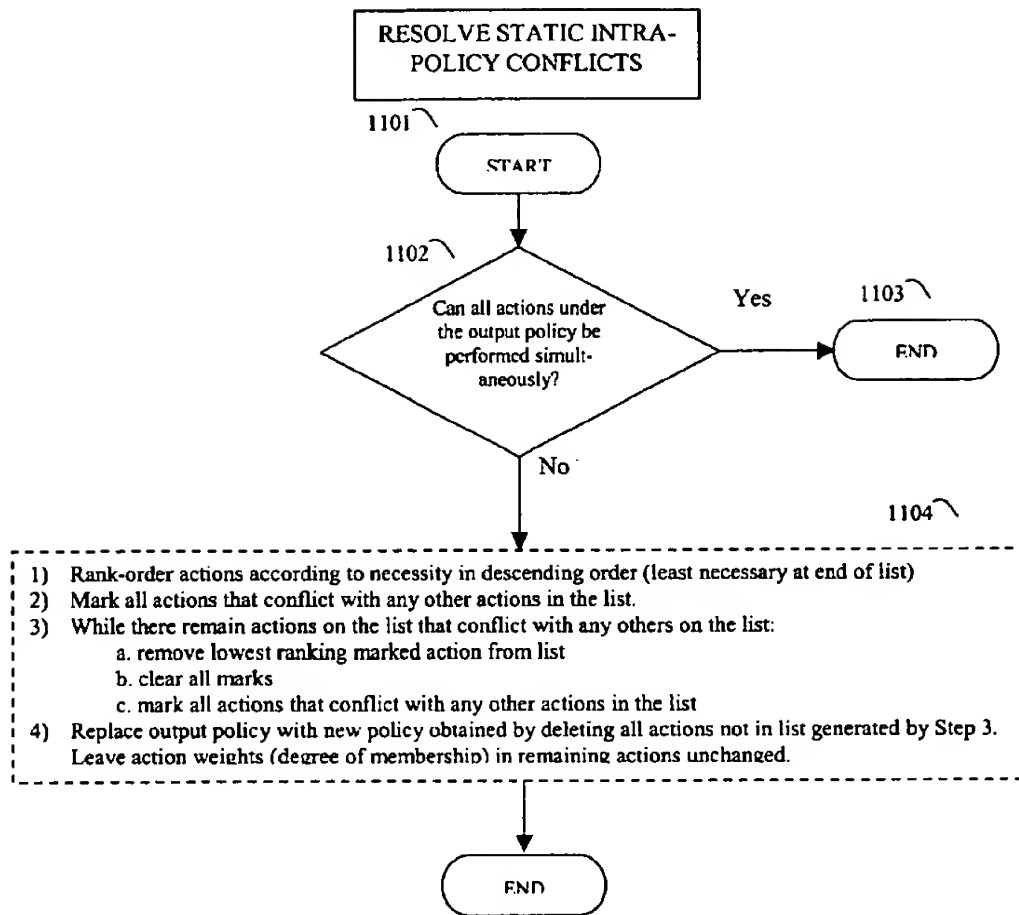 RESOLVE STATIC INTRA-
POLICY CONFLICTS
1101
START
1102
Can all actions under
the output policy be
performed simult-
aneously?
Yes
1103
END
No
1104
1) Rank-order actions according to necessity in descending order (least necessary at end of list)
2) Mark all actions that conflict with any other actions in the list.
3) While there remain actions on the list that conflict with any others on the list:
a. remove lowest ranking marked action from list
b. clear all marks
c. mark all actions that conflict with any other actions in the list
4) Replace output policy with new policy obtained by deleting all actions not in list generated by Step 3.
Leave action weights (degree of membership) in remaining actions unchanged.
END